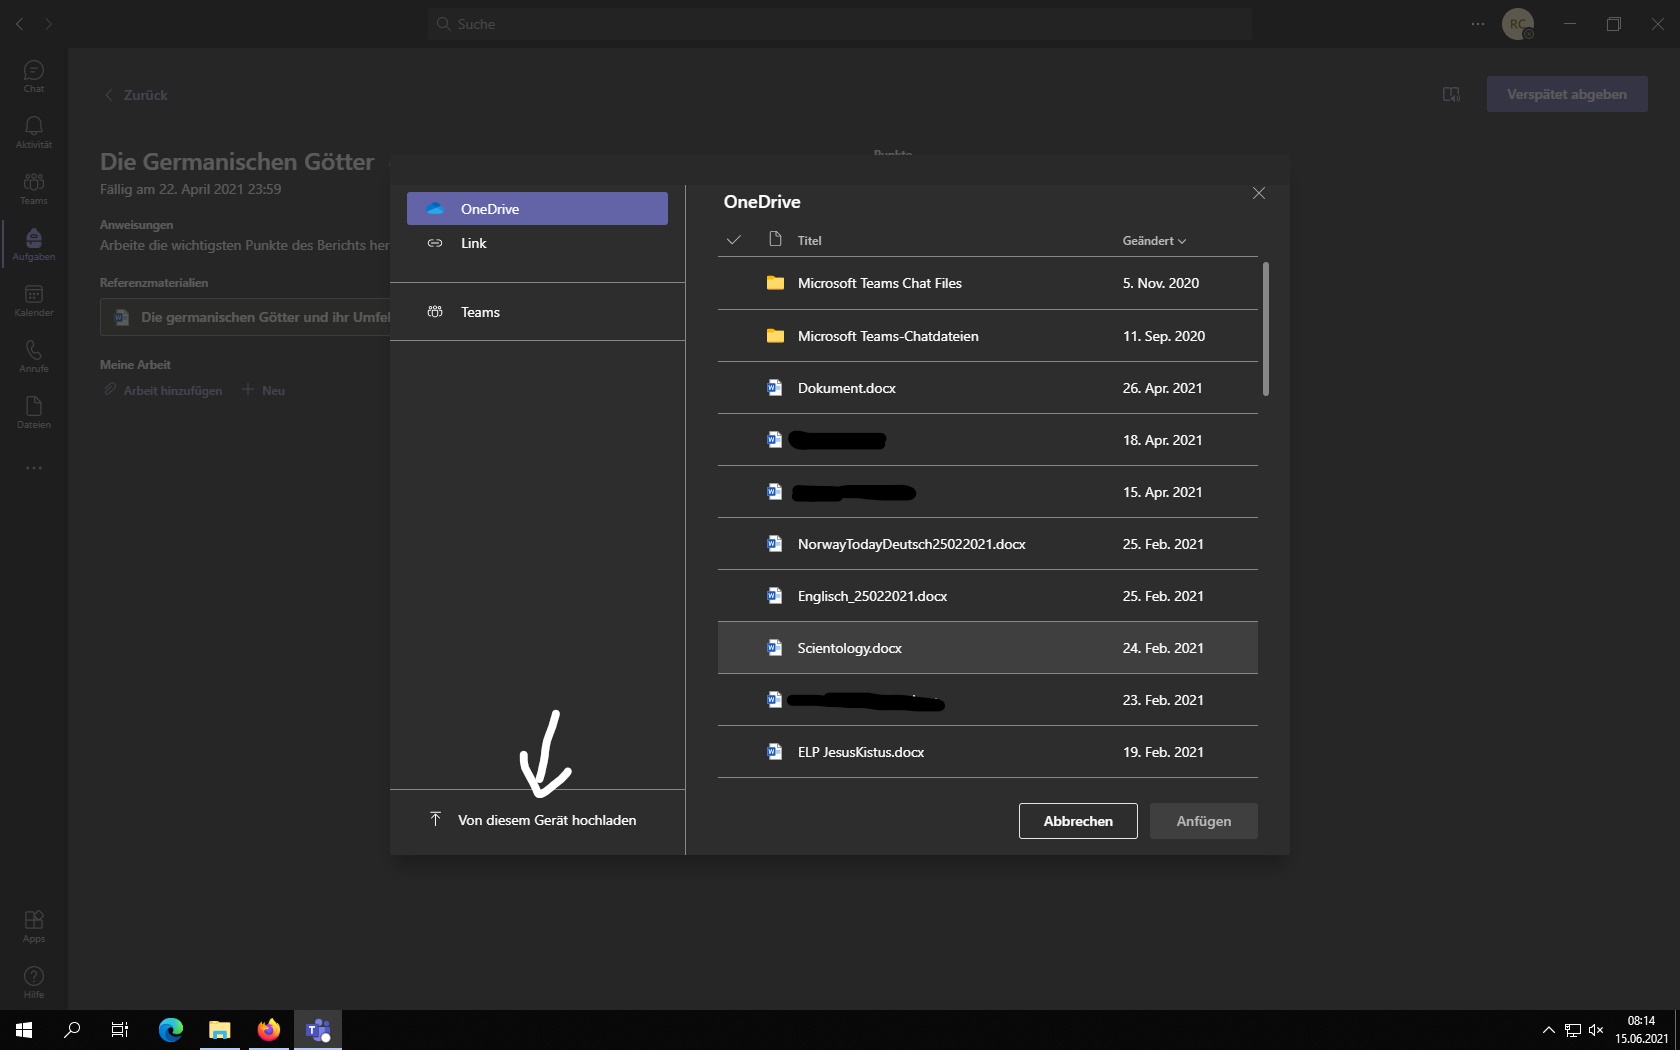 Suche
RC
Chat
Aktivität
Teams
Aufgaben
Kalender
Anrufe
Dateien
Apps
Hilfe
Zurück
Verspätet abgeben
Die Germanischen Götter
Fällig am 22. April 2021 23:59
Punkte
Anweisungen
Arbeite die wichtigsten Punkte des Berichts her
Referenzmaterialien
Die germanischen Götter und ihr Umfel
Meine Arbeit
Arbeit hinzufügen Neu
OneDrive
Link
Teams
Von diesem Gerät hochladen
OneDrive
Titel Geändert
Microsoft Teams Chat Files 5. Nov. 2020
Microsoft Teams-Chatdateien 11. Sep. 2020
Dokument.docx 26. Apr. 2021
18. Apr. 2021
15. Apr. 2021
NorwayTodayDeutsch25022021.docx 25. Feb. 2021
Englisch_25022021.docx 25. Feb. 2021
Scientology.docx 24. Feb. 2021
23. Feb. 2021
ELP JesusKistus.docx 19. Feb. 2021
Abbrechen Anfügen
08:14
15.06.2021